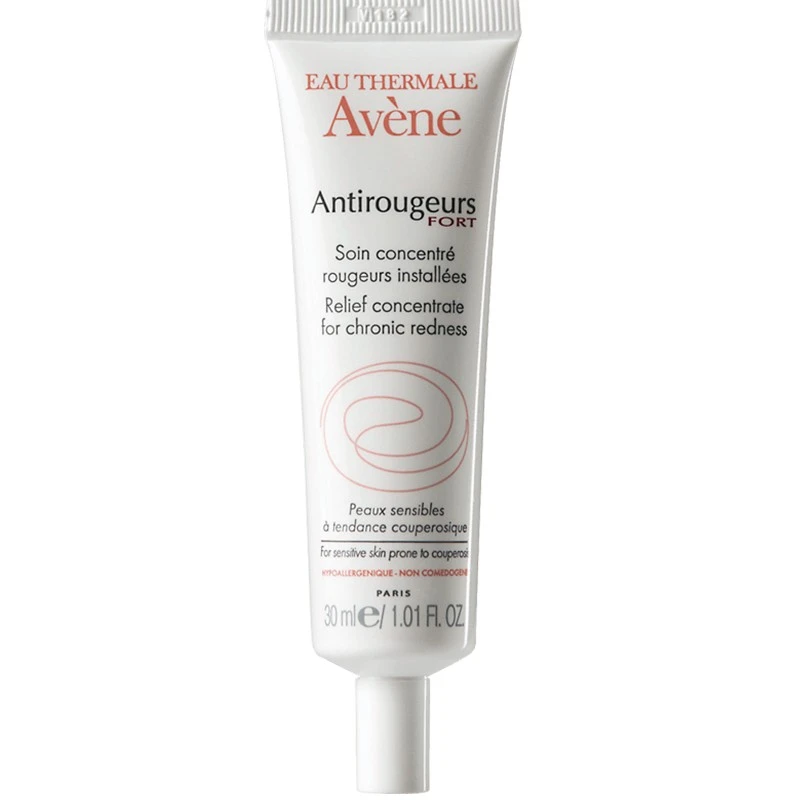 V1182
EAU THERMALE
Avène
Antirougeurs
FORT
Soin concentré
rougeurs installées
Relief concentrate
for chronic redness
Peaux sensibles
à tendance couperosique
For sensitive skin prone to couperosis
HYPOALLERGENIQUE - NON COMEDOGENE
PARIS
30 ml e / 1.01 FL. OZ.